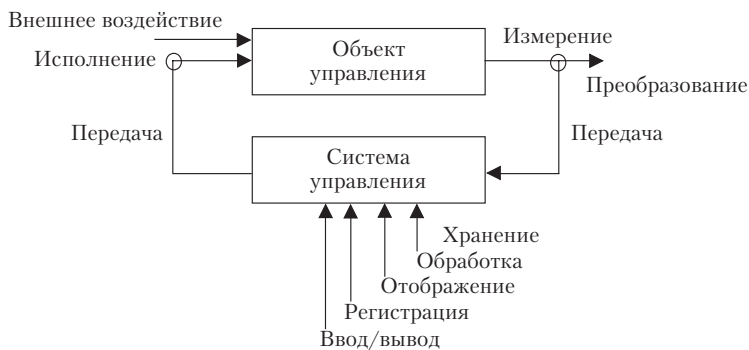 Внешнее воздействие
Исполнение
Объект
управления
Измерение
Преобразование
Передача
Передача
Система
управления
Хранение
Обработка
Отображение
Регистрация
Ввод/вывод